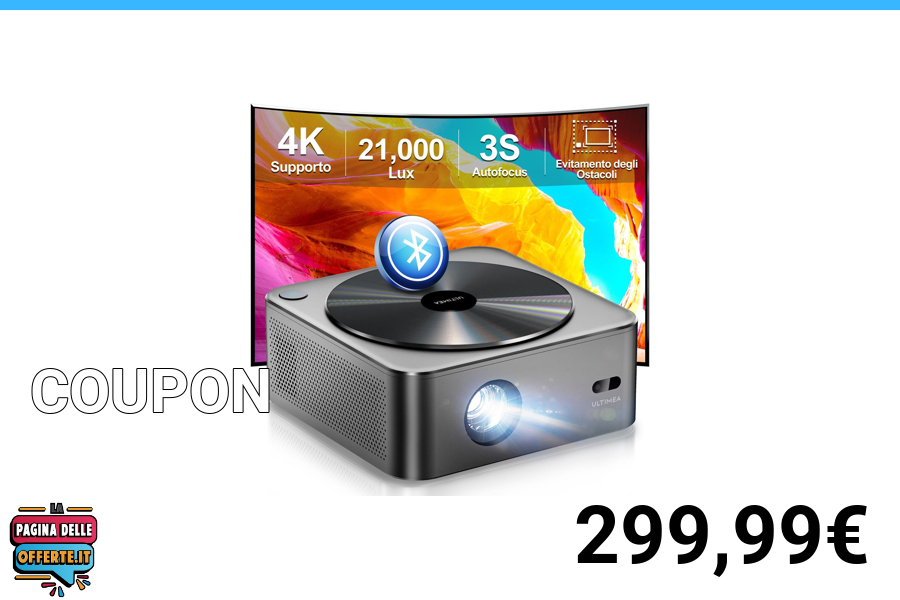 4K
Supporto
21,000
Lux
3S
Autofocus
Evitamento degli
Ostacoli
ULTIMEA
ULTIMEA
COUPON
LA
PAGINA DELLE
OFFERTE.IT
299,99€